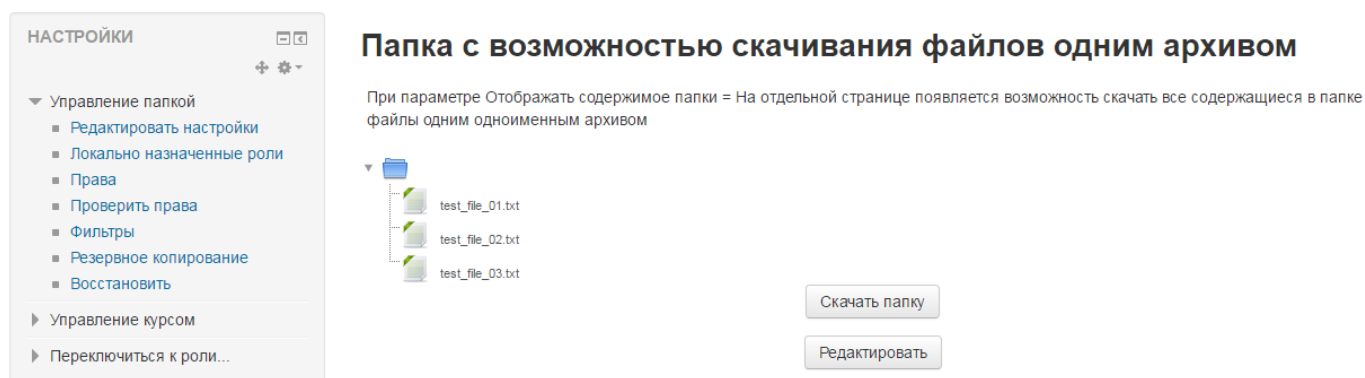 НАСТРОЙКИ
Управление папкой
Редактировать настройки
Локально назначенные роли
Права
Проверить права
Фильтры
Резервное копирование
Восстановить
Управление курсом
Переключиться к роли...
Папка с возможностью скачивания файлов одним архивом
При параметре Отображать содержимое папки = На отдельной странице появляется возможность скачать все содержащиеся в папке
файлы одним одноименным архивом
test_file_01.txt
test_file_02.txt
test_file_03.txt
Скачать папку
Редактировать